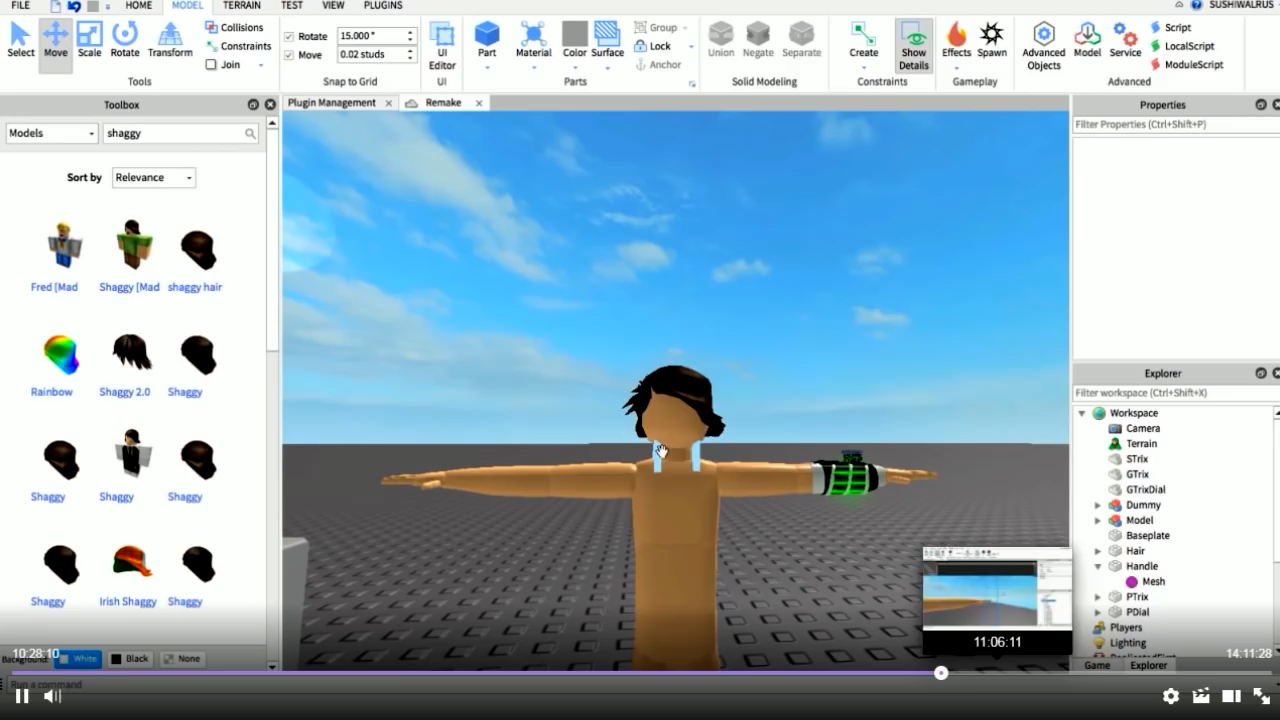 FILE HOME MODEL TERRAIN TEST VIEW PLUGINS SUSHIWALRUS
Select Move Scale Rotate Transform
Collisions
Constraints
Join
Tools
Rotate 15.000 °
Move 0.02 studs
Snap to Grid
UI
Editor
UI
Part Material Color Surface
Group
Lock
Anchor
Parts
Union Negate Separate
Solid Modeling
Create
Show
Details
Constraints
Effects Spawn
Gameplay
Advanced
Objects
Model Service
Script
LocalScript
ModuleScript
Advanced
Toolbox
Models shaggy
Sort by Relevance
Fred [Mad Shaggy [Mad shaggy hair
Rainbow Shaggy 2.0 Shaggy
Shaggy Shaggy Shaggy
Shaggy Irish Shaggy Shaggy
Background: White Black None
Run a command
Plugin Management Remake
Properties
Filter Properties (Ctrl+Shift+P)
Explorer
Filter workspace (Ctrl+Shift+X)
Workspace
Camera
Terrain
STrix
GTrix
GTrixDial
Dummy
Model
Baseplate
Hair
Handle
Mesh
PTrix
PDial
Players
Lighting
Game Explorer
10:28:10
11:06:11
14:11:28